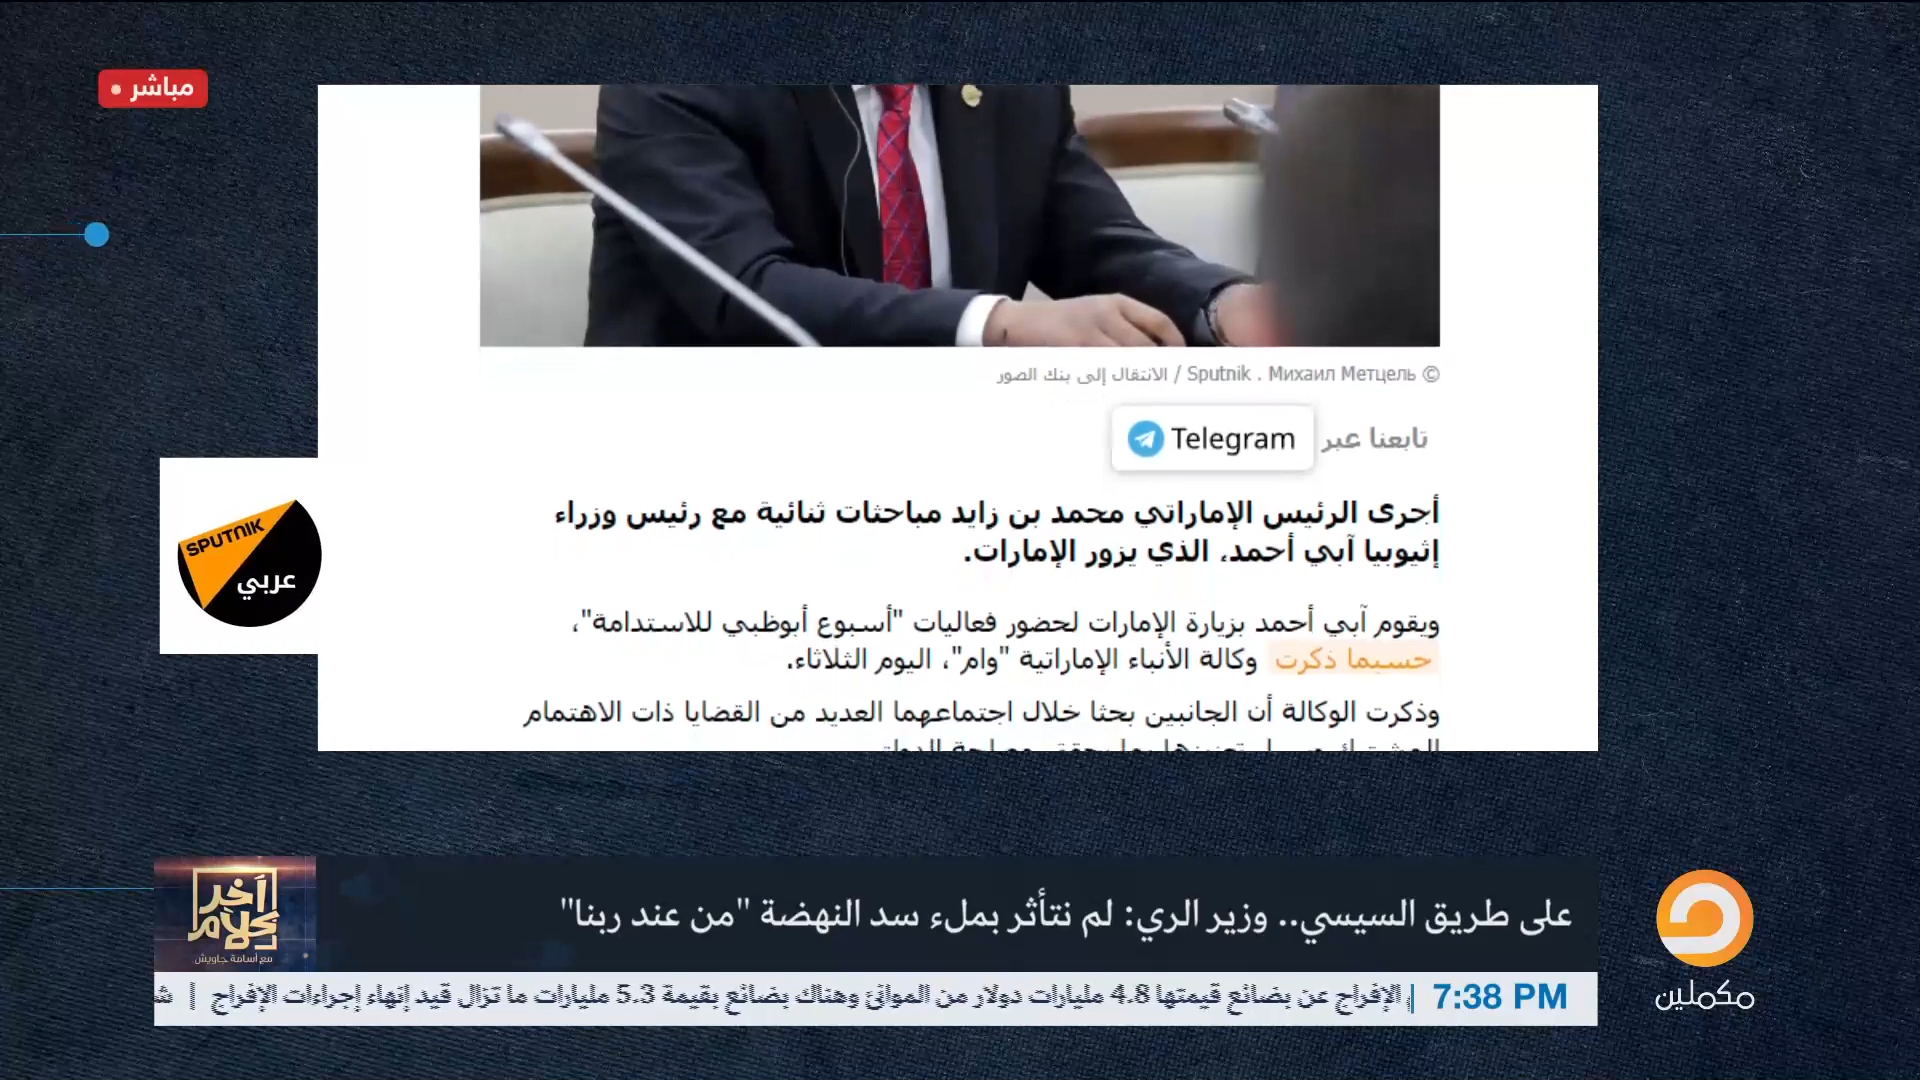 مباشر
© Sputnik . Михаил Метцель / الانتقال إلى بنك الصور
تابعنا عبر Telegram
أجرى الرئيس الإماراتي محمد بن زايد مباحثات ثنائية مع رئيس وزراء
إثيوبيا آبي أحمد، الذي يزور الإمارات.
ويقوم آبي أحمد بزيارة الإمارات لحضور فعاليات "أسبوع أبوظبي للاستدامة"،
حسبما ذكرت وكالة الأنباء الإماراتية "وام"، اليوم الثلاثاء.
وذكرت الوكالة أن الجانبين بحثا خلال اجتماعهما العديد من القضايا ذات الاهتمام
SPUTNIK
عربي
على طريق السيسي.. وزير الري: لم نتأثر بملء سد النهضة "من عند ربنا"
آخر
كلام
مع أسامة جاويش
7:38 PM
الإفراج عن بضائع قيمتها 4.8 مليارات دولار من الموانئ وهناك بضائع بقيمة 5.3 مليارات ما تزال قيد إنهاء إجراءات الإفراج |
مكملين